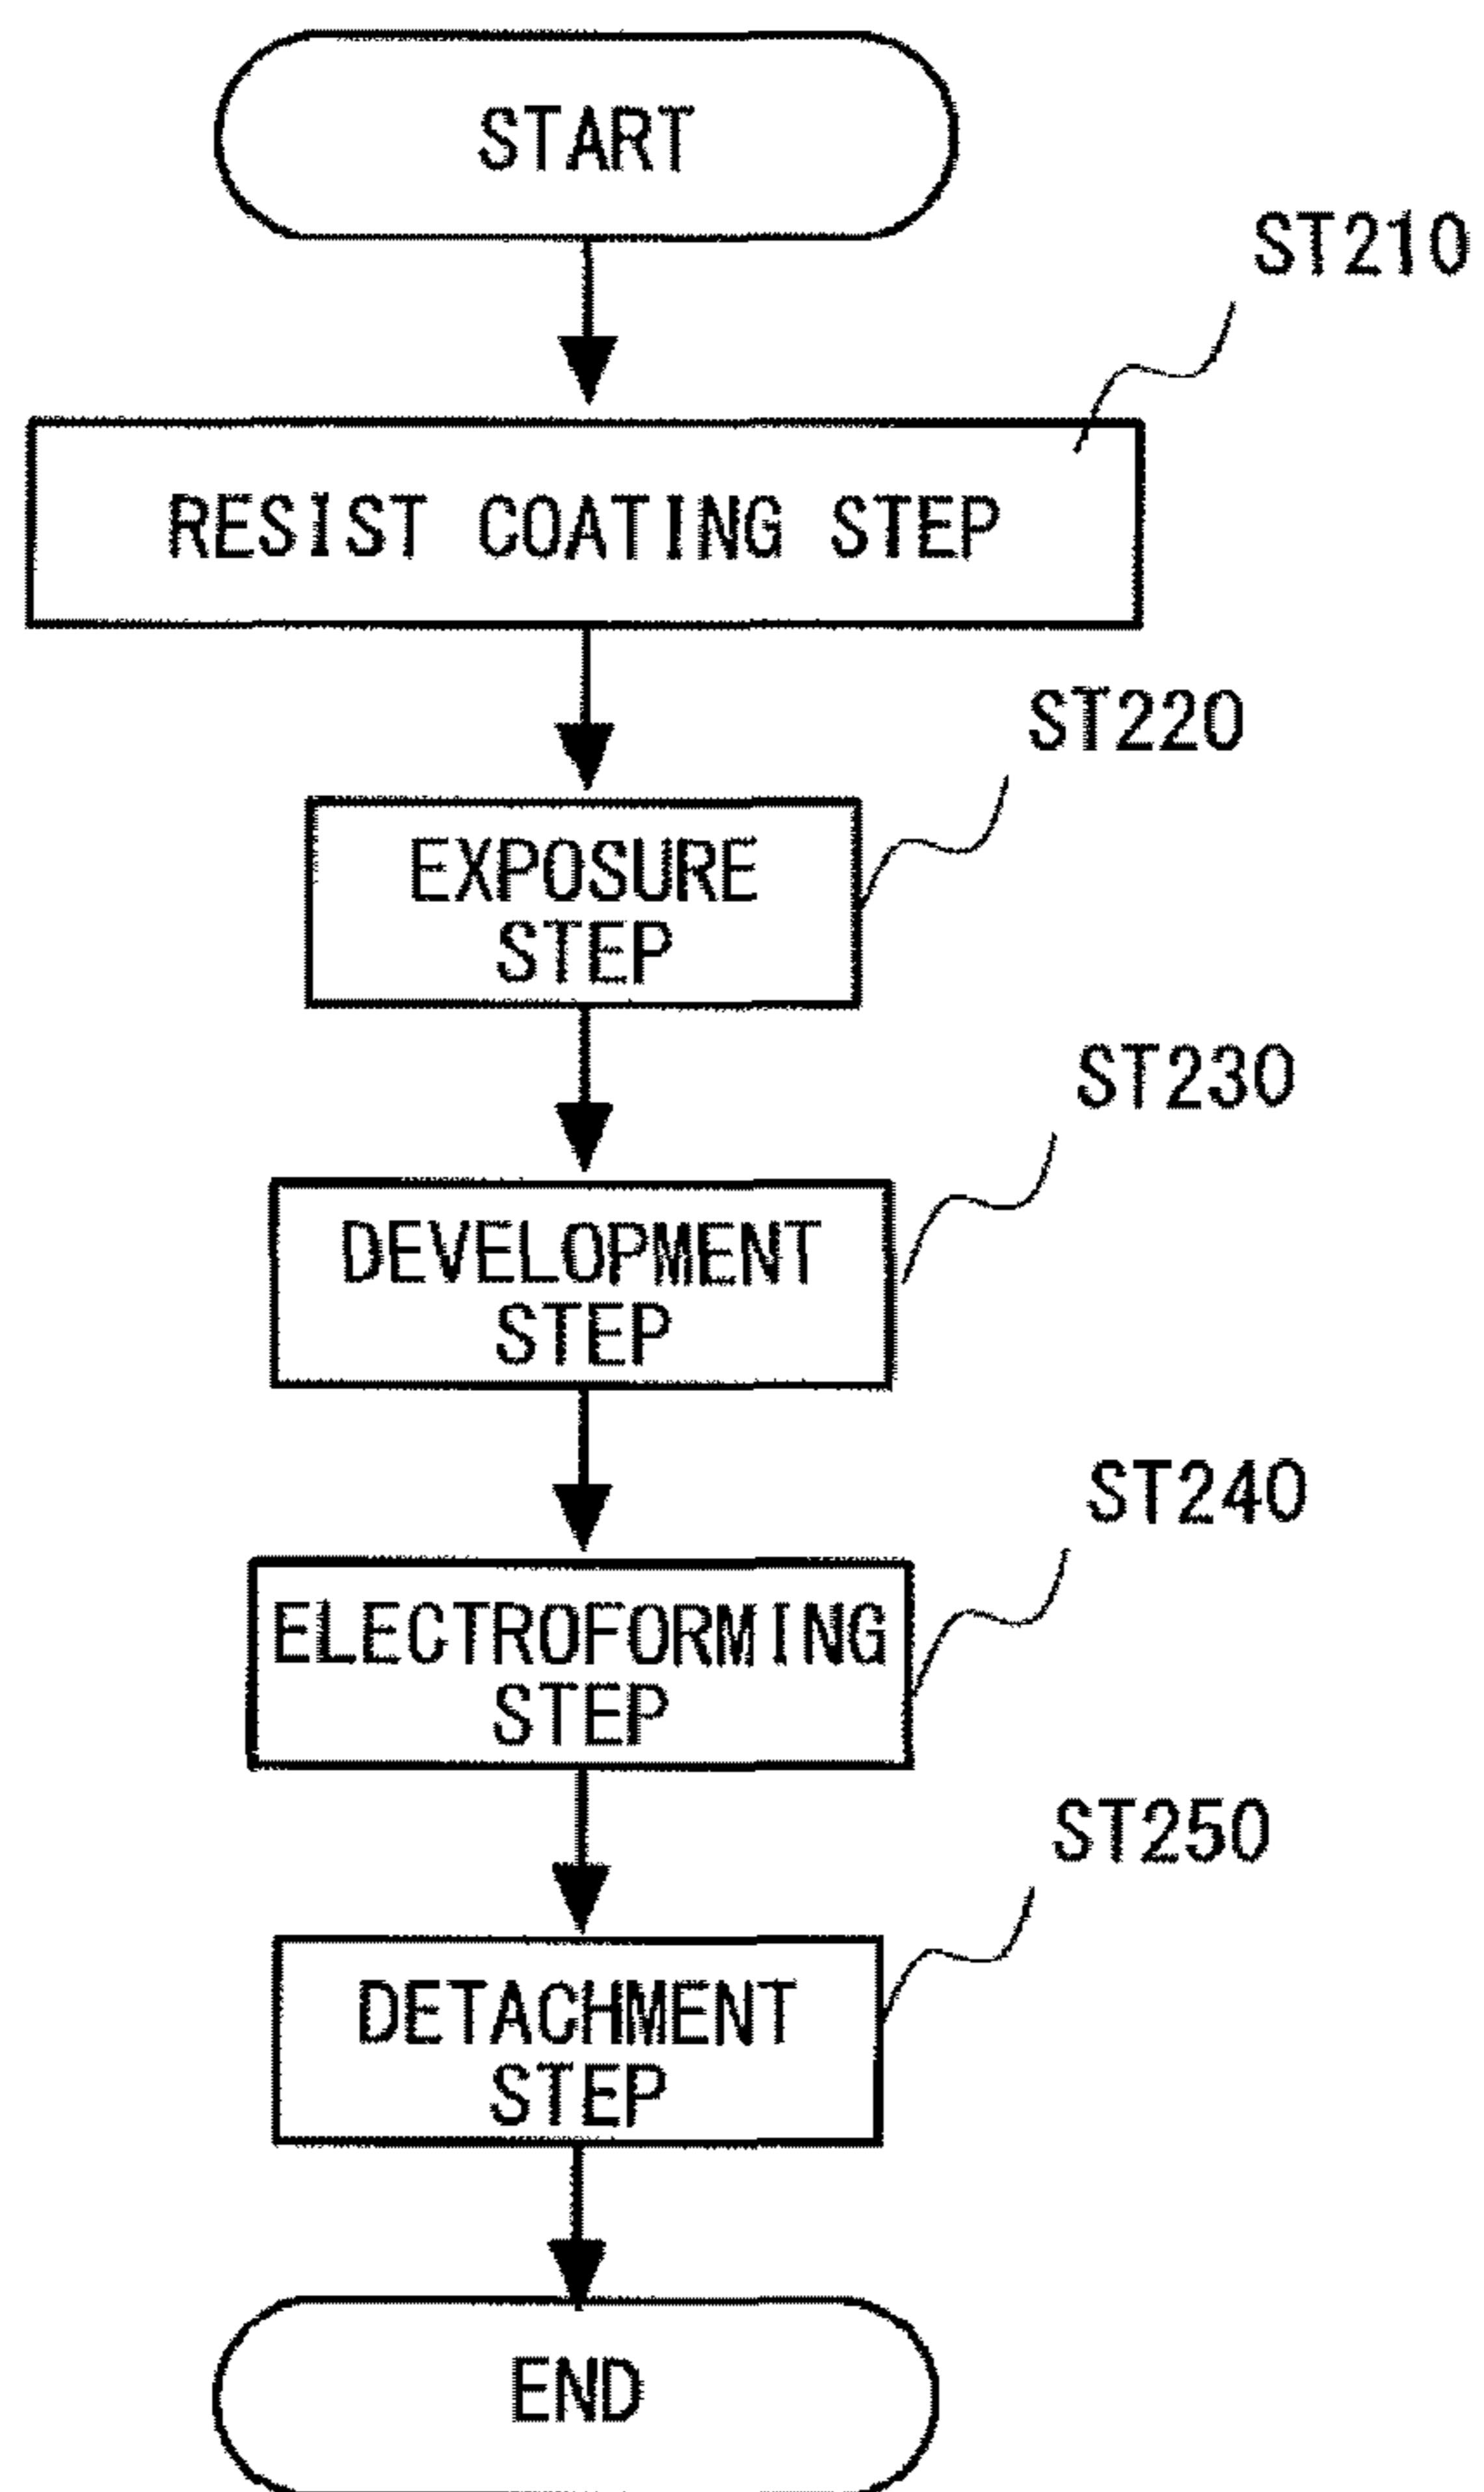 START
ST210
RESIST COATING STEP
ST220
EXPOSURE
STEP
ST230
DEVELOPMENT
STEP
ST240
ELECTROFORMING
STEP
ST250
DETACHMENT
STEP
END